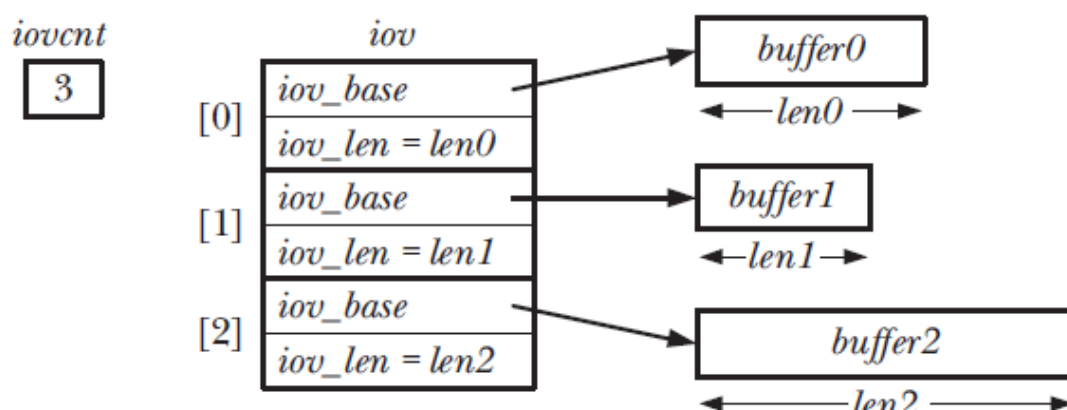 iovcnt
3
iov
[0]
iov_base
iov_len = len0
[1]
iov_base
iov_len = len1
[2]
iov_base
iov_len = len2
buffer0
len0
buffer1
len1
buffer2
len2